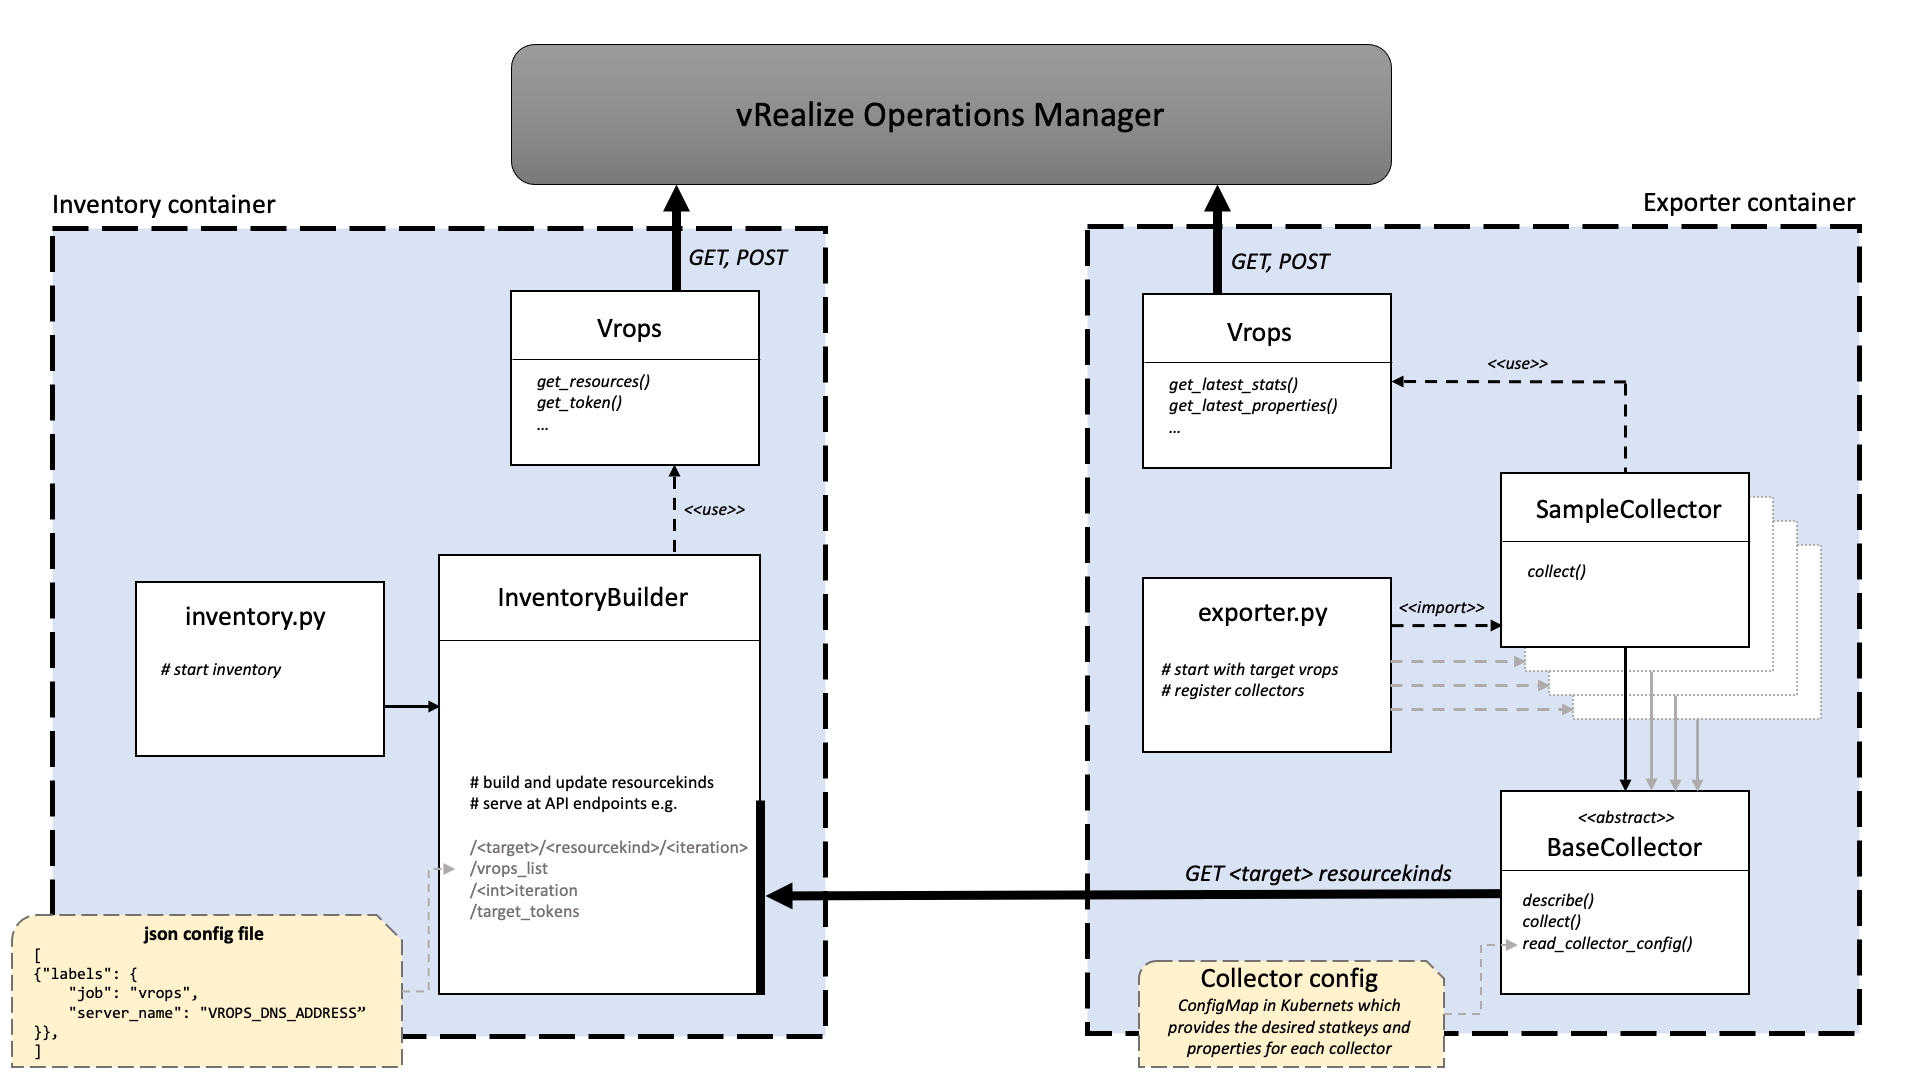 vRealize Operations Manager
Inventory container
GET, POST
Vrops
get_resources()
get_token()
...
<<use>>
inventory.py
# start inventory
InventoryBuilder
# build and update resourcekinds
# serve at API endpoints e.g.
/<target>/<resourcekind>/<iteration>
/vrops_list
/<int>iteration
/target_tokens
json config file
[
{"labels": {
"job": "vrops",
"server_name": "VROPS_DNS_ADDRESS”
}},
]
Exporter container
GET, POST
Vrops
get_latest_stats()
get_latest_properties()
...
<<use>>
SampleCollector
collect()
exporter.py
# start with target vrops
# register collectors
<<import>>
<<abstract>>
BaseCollector
describe()
collect()
read_collector_config()
GET <target> resourcekinds
Collector config
ConfigMap in Kubernets which
provides the desired statkeys and
properties for each collector